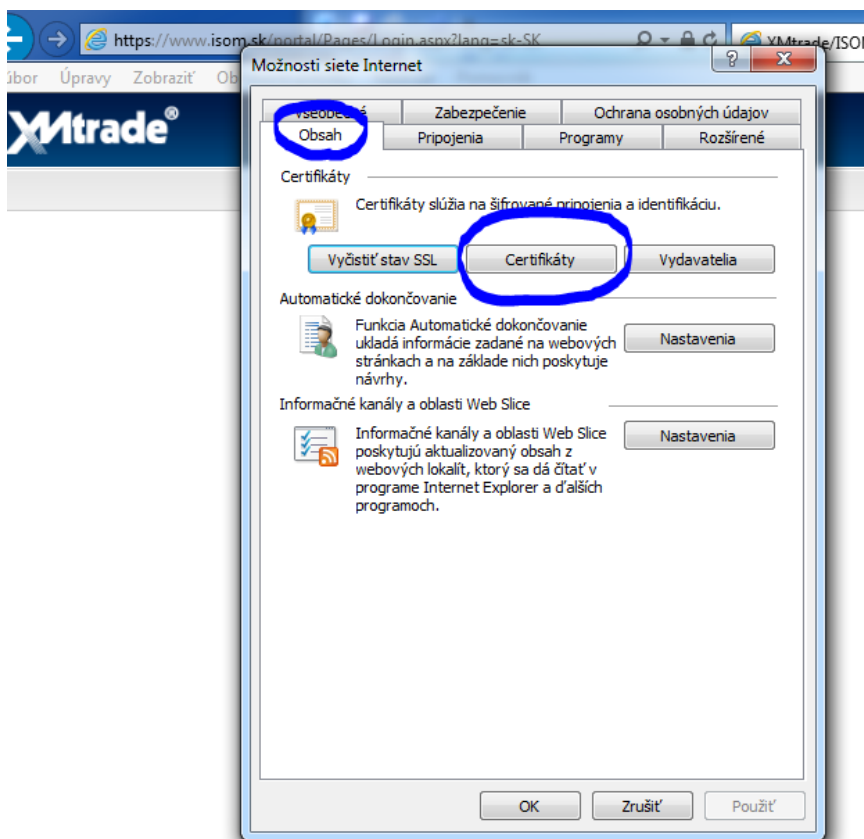 https://www.isom.sk/portal/Pages/Login.aspx?lang=sk-SK
XMtrade/ISOM
úbor Úpravy Zobraziť Ob
XMtrade®
Možnosti siete Internet
Všeobecné Zabezpečenie Ochrana osobných údajov
Obsah Pripojenia Programy Rozšírené
Certifikáty
Certifikáty slúžia na šifrované pripojenia a identifikáciu.
Vyčistiť stav SSL Certifikáty Vydavatelia
Automatické dokončovanie
Funkcia Automatické dokončovanie
ukladá informácie zadané na webových
stránkach a na základe nich poskytuje
návrhy.
Nastavenia
Informačné kanály a oblasti Web Slice
Informačné kanály a oblasti Web Slice
poskytujú aktualizovaný obsah z
webových lokalít, ktorý sa dá čítať v
programe Internet Explorer a ďalších
programoch.
Nastavenia
OK Zrušiť Použiť